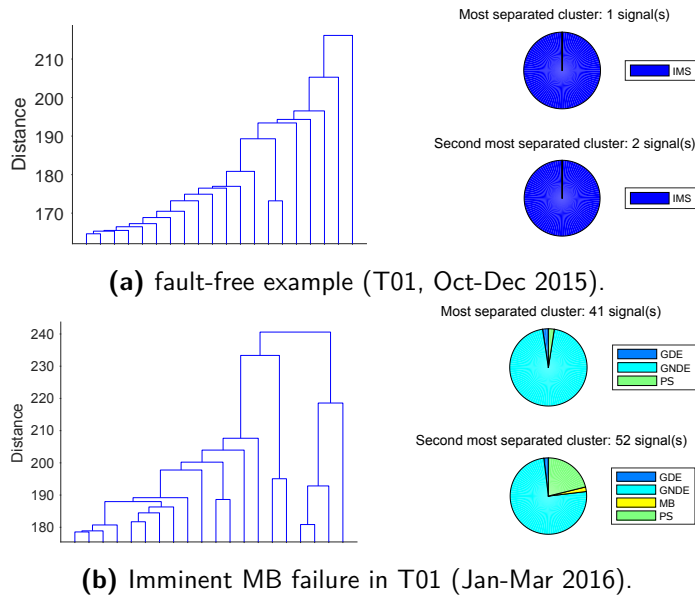 Most separated cluster: 1 signal(s)
210
200
190
180
170
Distance
IMS
Second most separated cluster: 2 signal(s)
IMS
(a) fault-free example (T01, Oct-Dec 2015).
Most separated cluster: 41 signal(s)
240
230
220
210
200
190
180
Distance
GDE
GNDE
PS
Second most separated cluster: 52 signal(s)
GDE
GNDE
MB
PS
(b) Imminent MB failure in T01 (Jan-Mar 2016).